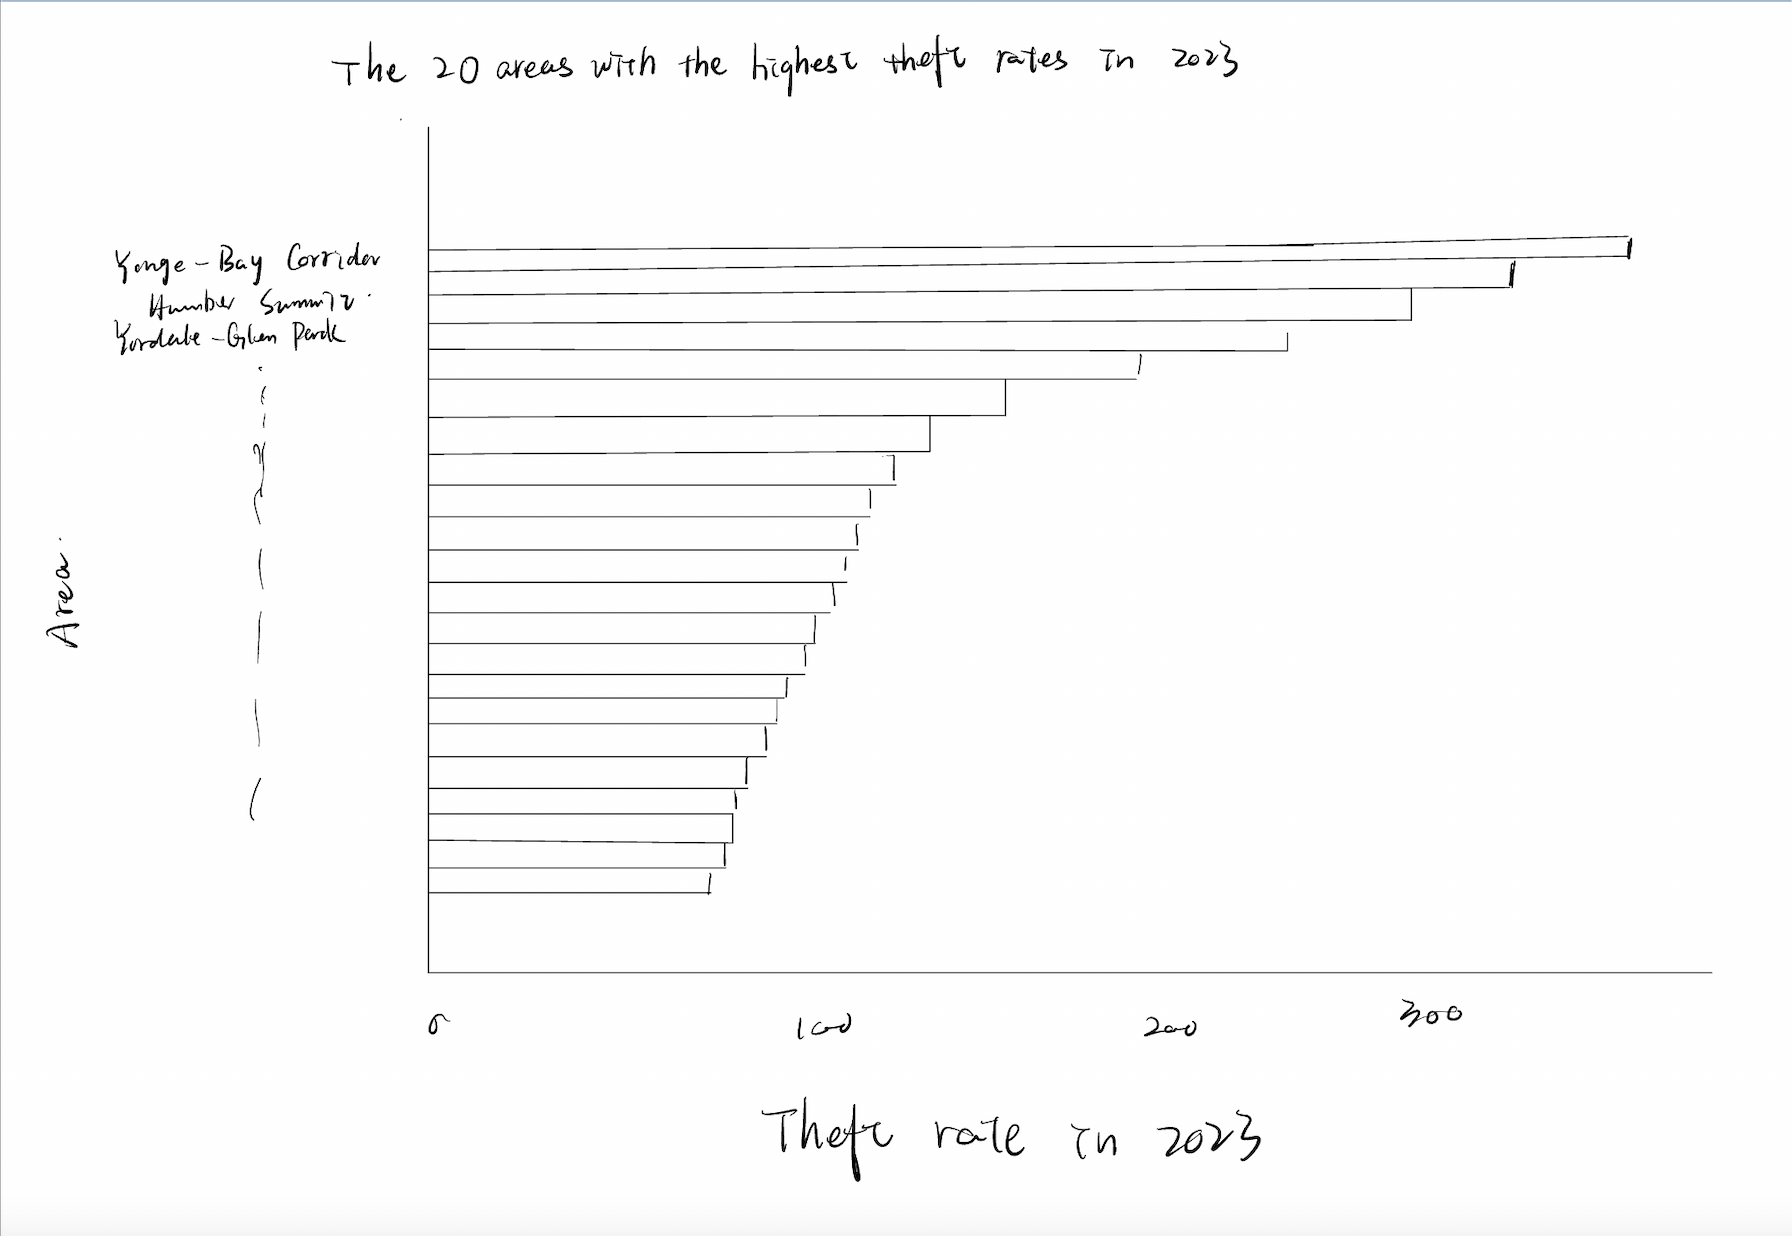 The 20 areas with the highest theft rates in 2023
Yonge-Bay Corridor
Humber Summit
Yordale-Glen Park
Area
0 100 200 300
Theft rate in 2023